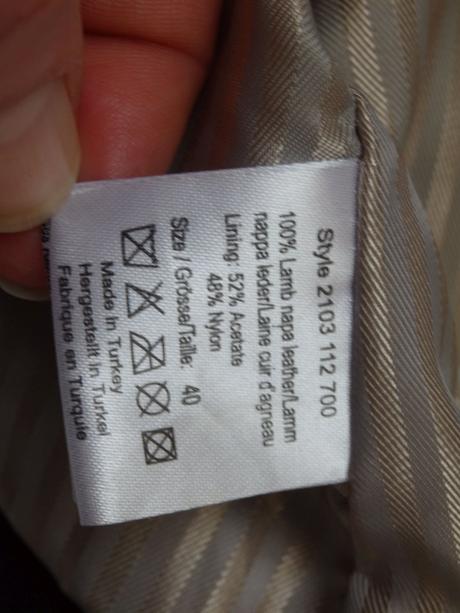 Style 2103 112 700
100% Lamb napa leather/Lamm
nappa leder/Lame cuir d'agneau
Lining: 52% Acetate
48% Nylon
Size / Grösse/Taille: 40
Made In Turkey
Hergestellt In Turkei
Fabrique en Turquie